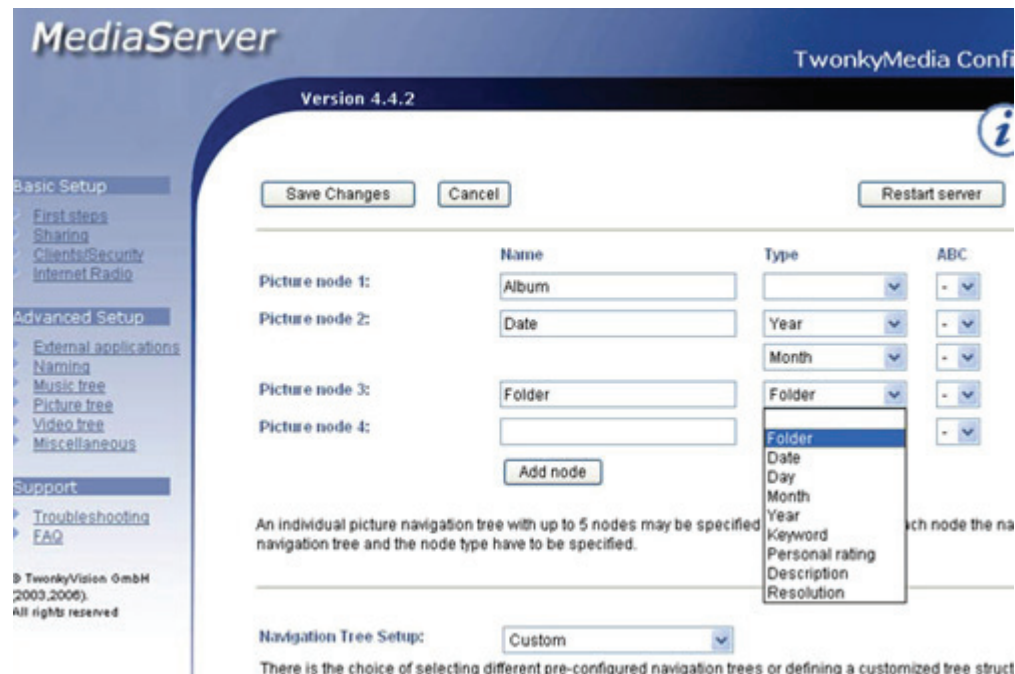 MediaServer
TwonkyMedia Confi
Version 4.4.2
i
Basic Setup
First steps
Sharing
Clients/Security
Internet Radio
Advanced Setup
External applications
Naming
Music tree
Picture tree
Video tree
Miscellaneous
Support
Troubleshooting
FAQ
© TwonkyVision GmbH
(2003,2006).
All rights reserved
Save Changes Cancel Restart server
Name Type ABC
Picture node 1: Album -
Picture node 2: Date Year -
Month -
Picture node 3: Folder Folder -
Picture node 4: -
Folder
Date
Day
Month
Year
Keyword
Personal rating
Description
Resolution
Add node
An individual picture navigation tree with up to 5 nodes may be specified ch node the na
navigation tree and the node type have to be specified.
Navigation Tree Setup: Custom
There is the choice of selecting different pre-configured navigation trees or defining a customized tree struct